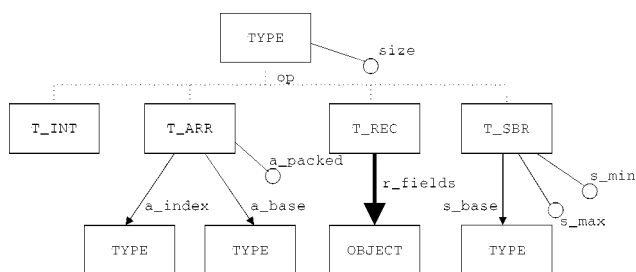 TYPE
size
op
T_INT
T_ARR
T_REC
T_SBR
a_packed
s_min
r_fields
a_index
a_base
s_base
s_max
TYPE
TYPE
OBJECT
TYPE